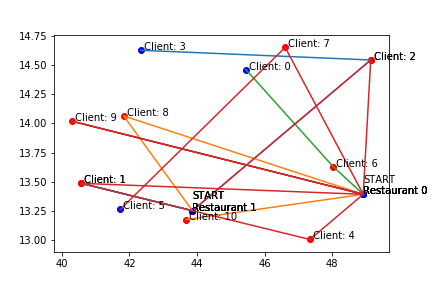 14.75
14.50
14.25
14.00
13.75
13.50
13.25
13.00
40
42
44
46
48
Client: 3
Client: 7
Client: 2
Client: 0
Client: 8
Client: 9
Client: 6
Client: 1
START
Restaurant 0
START
Restaurant 1
Client: 5
Client: 10
Client: 4